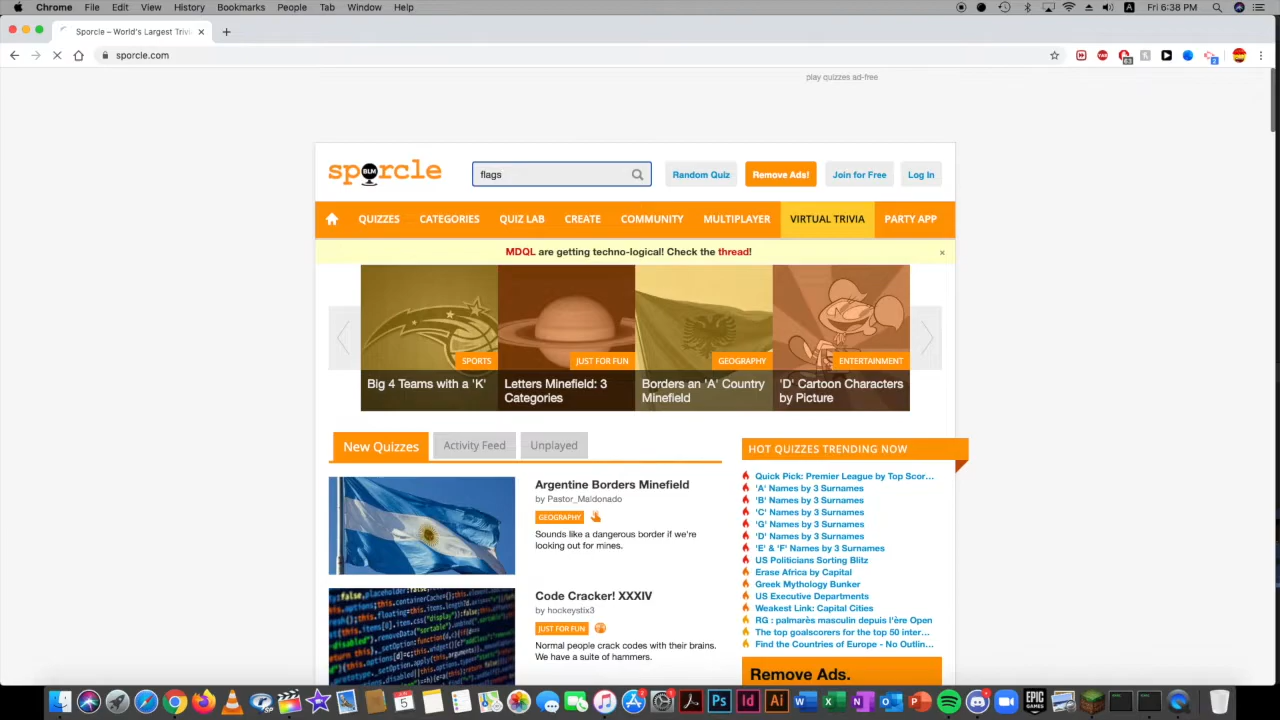 Chrome File Edit View History Bookmarks People Tab Window Help Fri 6:38 PM
Sporcle – World's Largest Trivi
sporcle.com
play quizzes ad-free
sporcle
BLM
flags
Random Quiz
Remove Ads!
Join for Free
Log In
QUIZZES CATEGORIES QUIZ LAB CREATE COMMUNITY MULTIPLAYER VIRTUAL TRIVIA PARTY APP
MDQL are getting techno-logical! Check the thread!
SPORTS
Big 4 Teams with a 'K'
JUST FOR FUN
Letters Minefield: 3
Categories
GEOGRAPHY
Borders an 'A' Country
Minefield
ENTERTAINMENT
'D' Cartoon Characters
by Picture
New Quizzes
Activity Feed
Unplayed
Argentine Borders Minefield
by Pastor_Maldonado
GEOGRAPHY
Sounds like a dangerous border if we're
looking out for mines.
Code Cracker! XXXIV
by hockeystix3
JUST FOR FUN
Normal people crack codes with their brains.
We have a suite of hammers.
HOT QUIZZES TRENDING NOW
Quick Pick: Premier League by Top Scor...
'A' Names by 3 Surnames
'B' Names by 3 Surnames
'C' Names by 3 Surnames
'G' Names by 3 Surnames
'D' Names by 3 Surnames
'E' & 'F' Names by 3 Surnames
US Politicians Sorting Blitz
Erase Africa by Capital
Greek Mythology Bunker
US Executive Departments
Weakest Link: Capital Cities
RG : palmarès masculin depuis l'ère Open
The top goalscorers for the top 50 inter...
Find the Countries of Europe - No Outlin...
Remove Ads.
5
Ps
Id
Ai
EPIC
GAMES